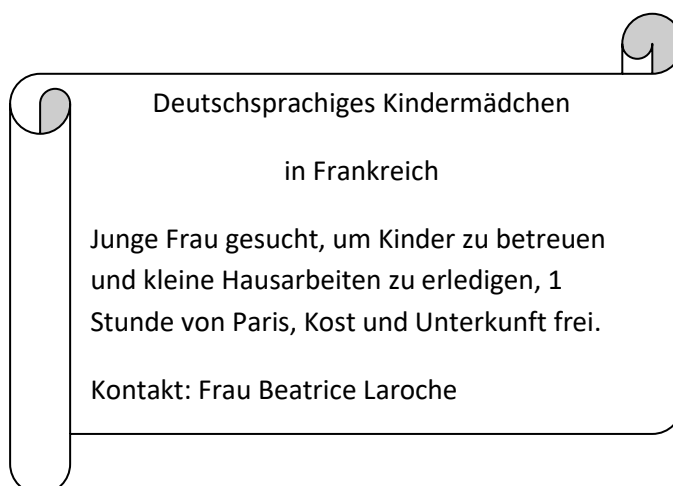 Deutschsprachiges Kindermädchen
in Frankreich
Junge Frau gesucht, um Kinder zu betreuen
und kleine Hausarbeiten zu erledigen, 1
Stunde von Paris, Kost und Unterkunft frei.
Kontakt: Frau Beatrice Laroche